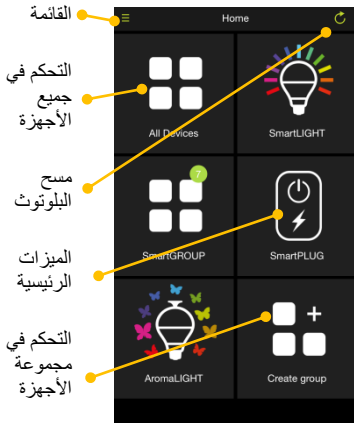 القائمة
Home
التحكم في
جميع
الأجهزة
All Devices
SmartLIGHT
مسح
البلوتوث
7
SmartGROUP
SmartPLUG
الميزات
الرئيسية
التحكم في
مجموعة
الأجهزة
AromaLIGHT
Create group